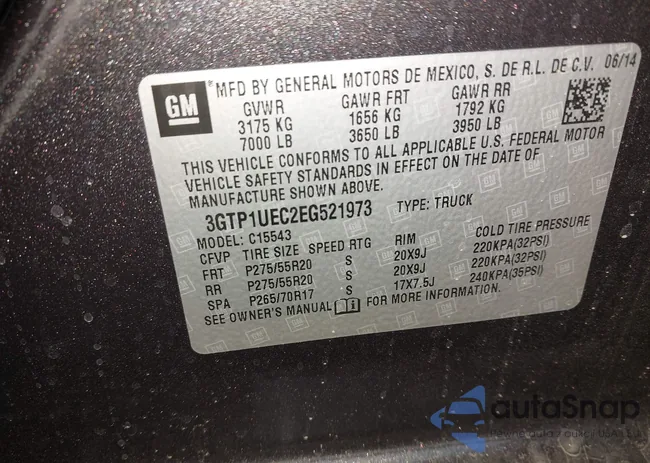 GM
*MFD BY GENERAL MOTORS DE MEXICO, S. DE R.L. DE C.V. 06/14
GVWR GAWR FRT GAWR RR
3175 KG 1656 KG 1792 KG
7000 LB 3650 LB 3950 LB
THIS VEHICLE CONFORMS TO ALL APPLICABLE U.S. FEDERAL MOTOR
VEHICLE SAFETY STANDARDS IN EFFECT ON THE DATE OF
MANUFACTURE SHOWN ABOVE.
3GTP1UEC2EG521973 TYPE: TRUCK
MODEL: C15543
CFVP TIRE SIZE SPEED RTG RIM COLD TIRE PRESSURE
FRT P275/55R20 S 20X9J 220KPA(32PSI)
RR P275/55R20 S 20X9J 220KPA(32PSI)
SPA P265/70R17 S 17X7.5J 240KPA(35PSI)
SEE OWNER'S MANUAL FOR MORE INFORMATION.
autoSnap